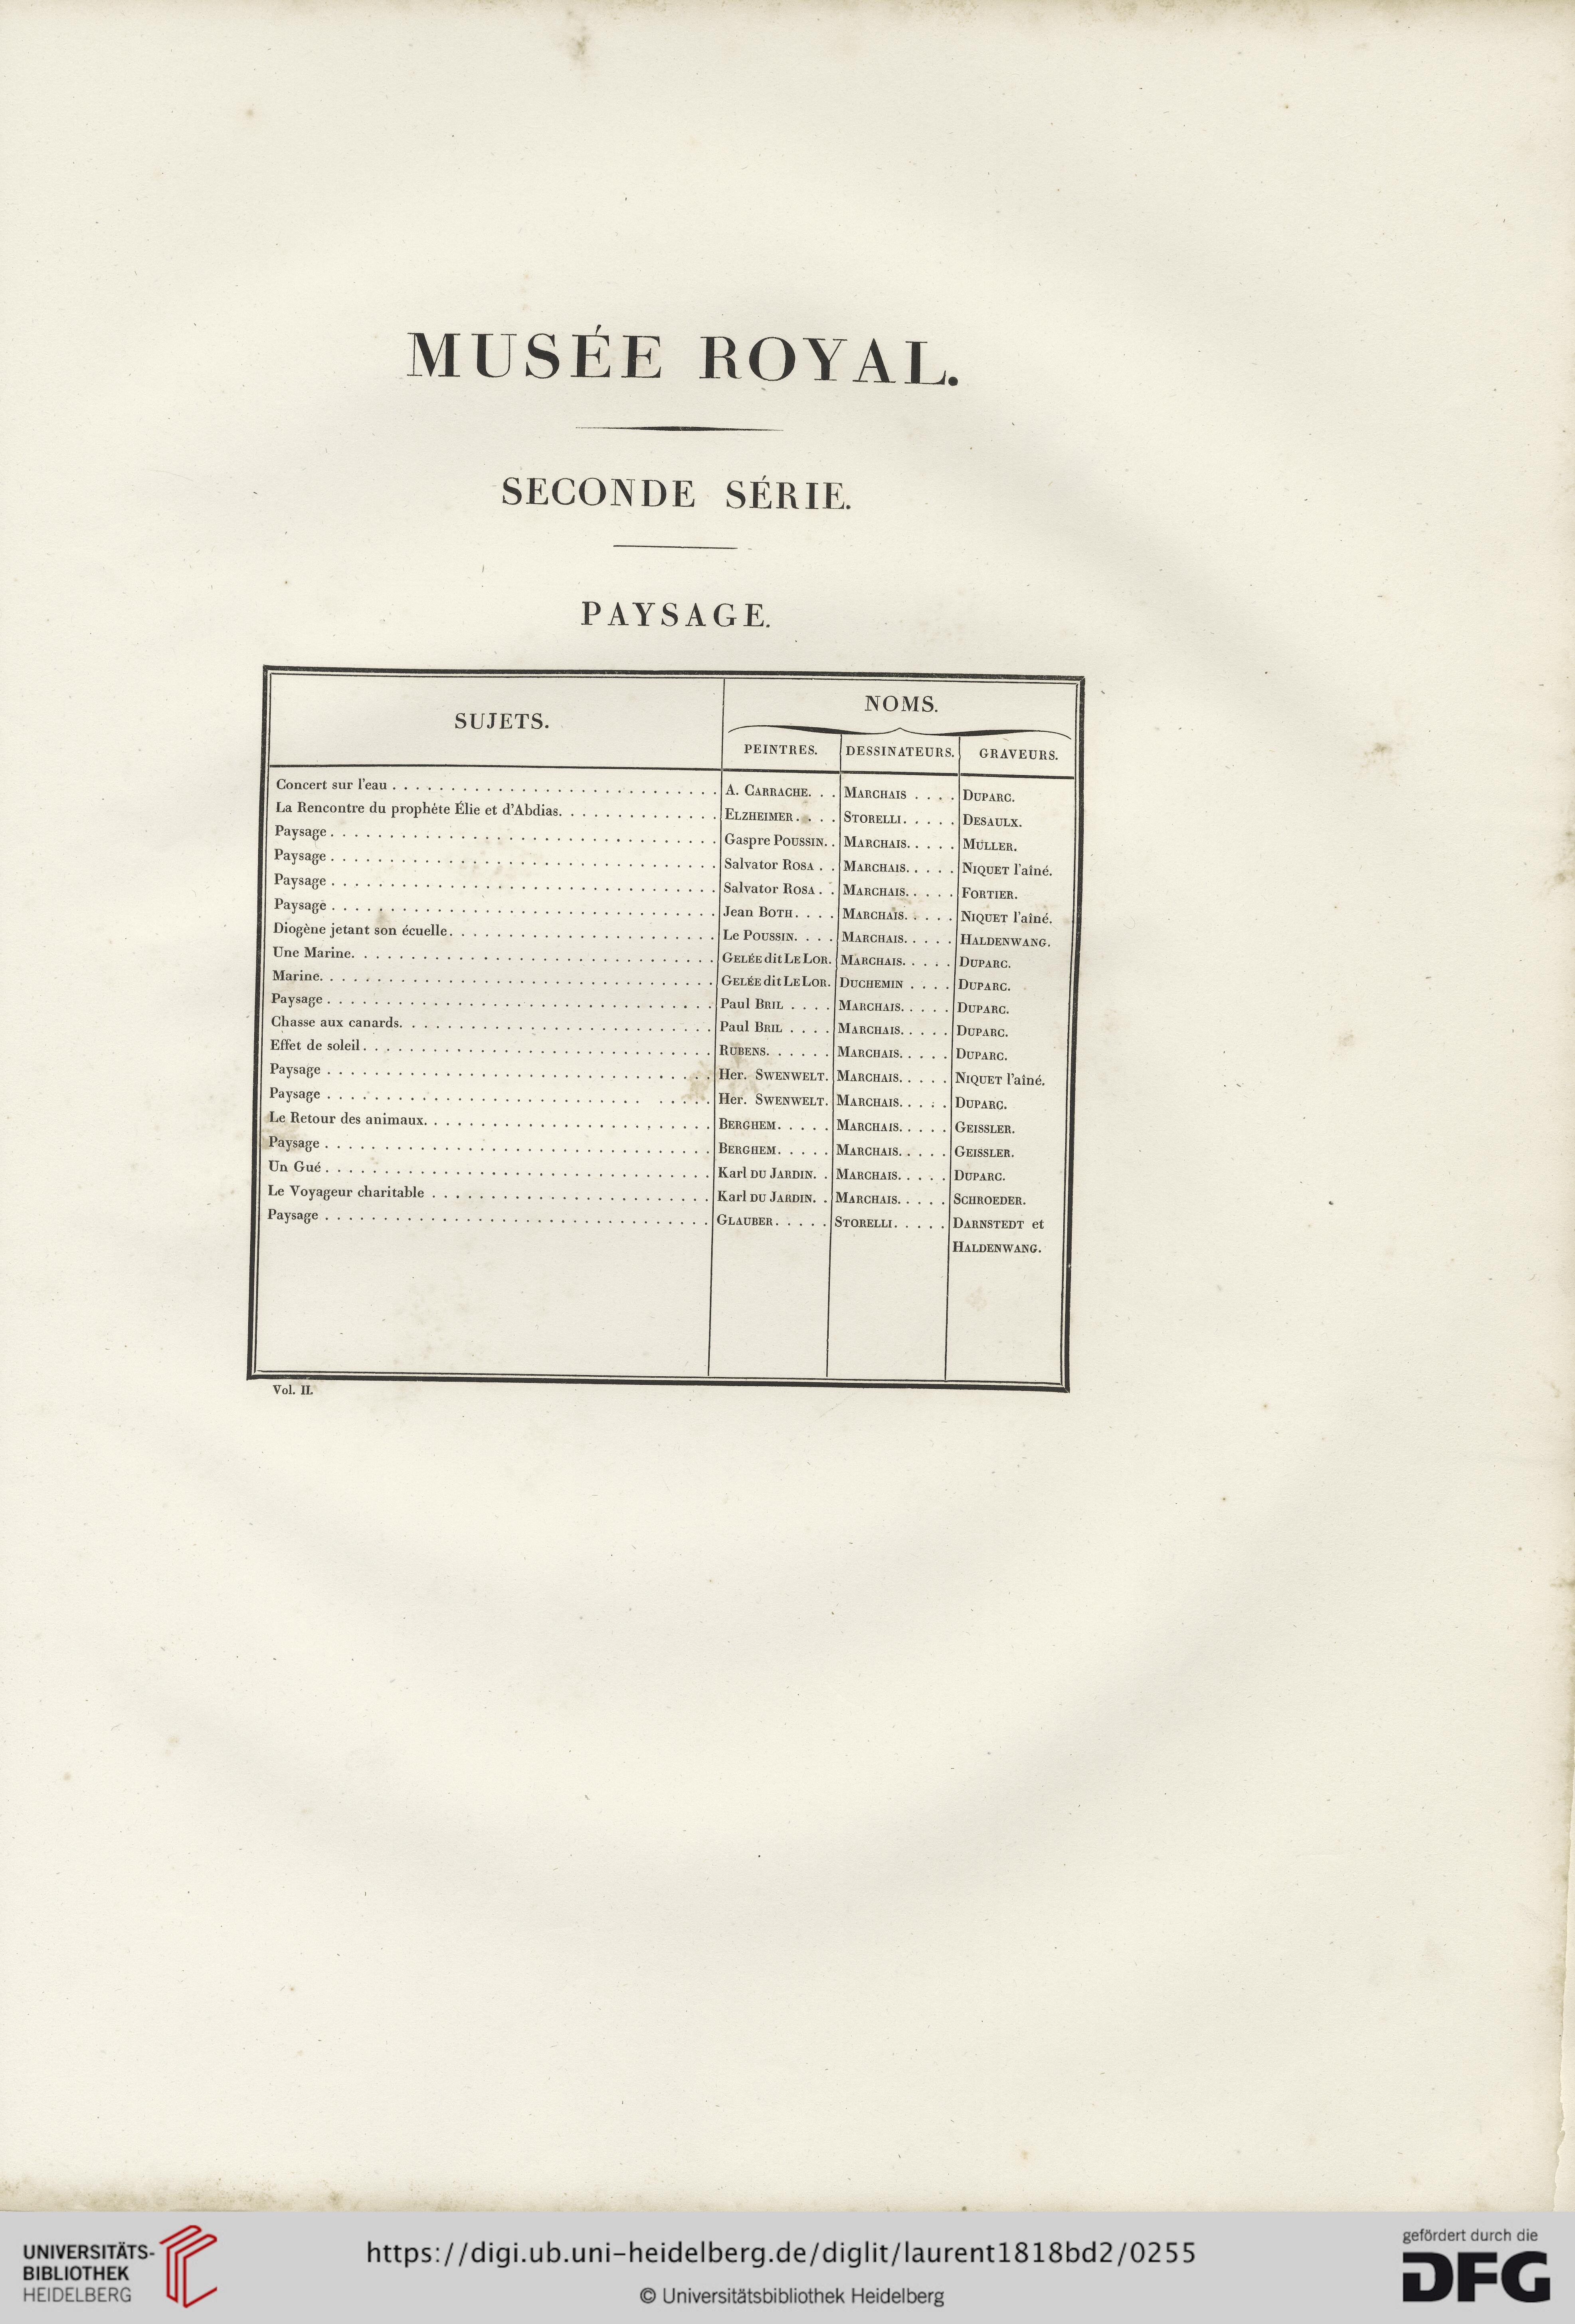 MUSÉE ROYAL.
SECONDE SÉRIE.
PAYSAGE.
SUJETS. NOMS.
PEINTRES. DESSINATEURS. GRAVEURS.
Concert sur l'eau . . . A. CARRACHE. . . MARCHAIS . . . . DUPARC.
La Rencontre du prophète Élie et d'Abdias. . . . ELZHEIMER. . . . STORELLI. . . . . DESAULX.
Paysage . . . Gaspre POUSSIN. . MARCHAIS. . . . . MÜLLER.
Paysage . . . Salvator ROSA . . MARCHAIS. . . . . NIQUET l'aîné.
Paysage . . . Salvator ROSA . . MARCHAIS. . . . . FORTIER.
Paysage . . . Jean BOTH. . . . MARCHAIS. . . . . NIQUET l'aîné.
Diogène jetant son écuelle. . . . Le POUSSIN. . . . MARCHAIS. . . . . HALDENWANG.
Une Marine. . . . GELÉE dit LE LOR. MARCHAIS. . . . . DUPARC.
Marine. . . . GELÉE dit LE LOR. DUCHEMIN . . . . DUPARC.
Paysage . . . Paul BRIL . . . . MARCHAIS. . . . . DUPARC.
Chasse aux canards. . . . Paul BRIL . . . . MARCHAIS. . . . . DUPARC.
Effet de soleil . . . RUBENS. . . . . . MARCHAIS. . . . . DUPARC.
Paysage . . . Her. SWENWELT. MARCHAIS. . . . . NIQUET l'aîné.
Paysage . . . Her. SWENWELT. MARCHAIS. . . . . DUPARC.
Le Retour des animaux. . . . BERGHEM. . . . . MARCHAIS. . . . . GEISSLER.
Paysage . . . BERGHEM. . . . . MARCHAIS. . . . . GEISSLER.
Un Gué . . . Karl DU JARDIN. . MARCHAIS. . . . . DUPARC.
Le Voyageur charitable . . . Karl DU JARDIN. . MARCHAIS. . . . . SCHROEDER.
Paysage . . . GLAUBER. . . . . STORELLI. . . . . DARNSTEDT et
HALDENWANG.
Vol. II.
UNIVERSITÄTS-
BIBLIOTHEK
HEIDELBERG
https://digi.ub.uni-heidelberg.de/diglit/laurent1818bd2/0255
© Universitätsbibliothek Heidelberg
gefördert durch die
DFG